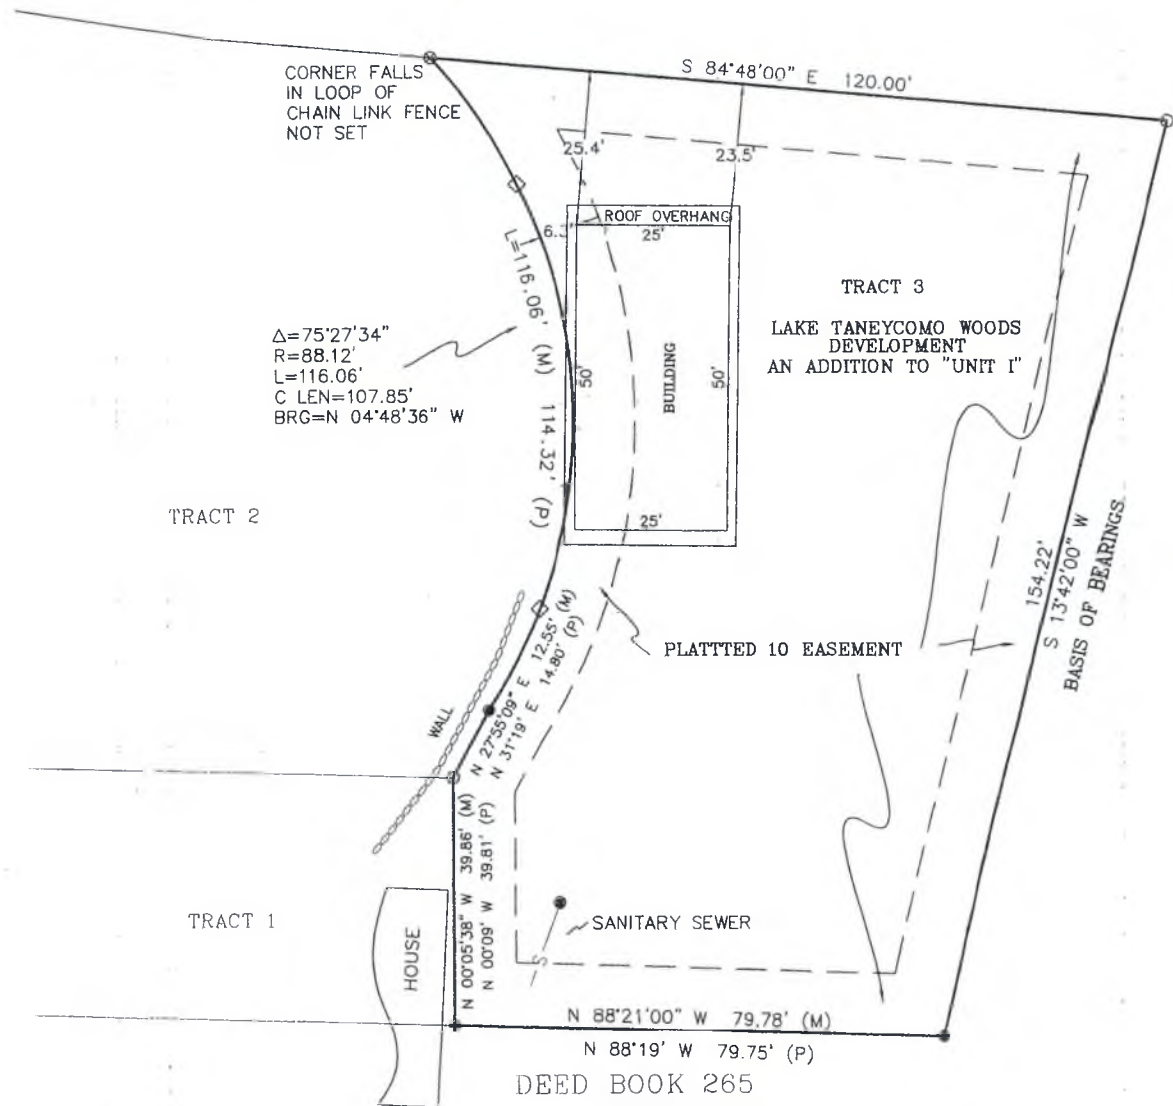 S 84°48'00" E 120.00'
CORNER FALLS
IN LOOP OF
CHAIN LINK FENCE
NOT SET
25.4'
23.5'
ROOF OVERHANG
25'
6.3'
L=116.06' (M)
114.32' (P)
TRACT 3
LAKE TANEYCOMO WOODS
DEVELOPMENT
AN ADDITION TO "UNIT I"
Δ=75°27'34"
R=88.12'
L=116.06'
C LEN=107.85'
BRG=N 04°48'36" W
50'
BUILDING
50'
25'
TRACT 2
154.22'
S 13°42'00" W
BASIS OF BEARINGS.
PLATTTED 10 EASEMENT
WALL
N 27°55'09" E 12.55' (M)
N 31°19' E 14.80' (P)
N 00°05'38" W 39.86' (M)
N 00°09' W 39.81' (P)
TRACT 1
HOUSE
SANITARY SEWER
S
N 88°21'00" W 79.78' (M)
N 88°19' W 79.75' (P)
DEED BOOK 265